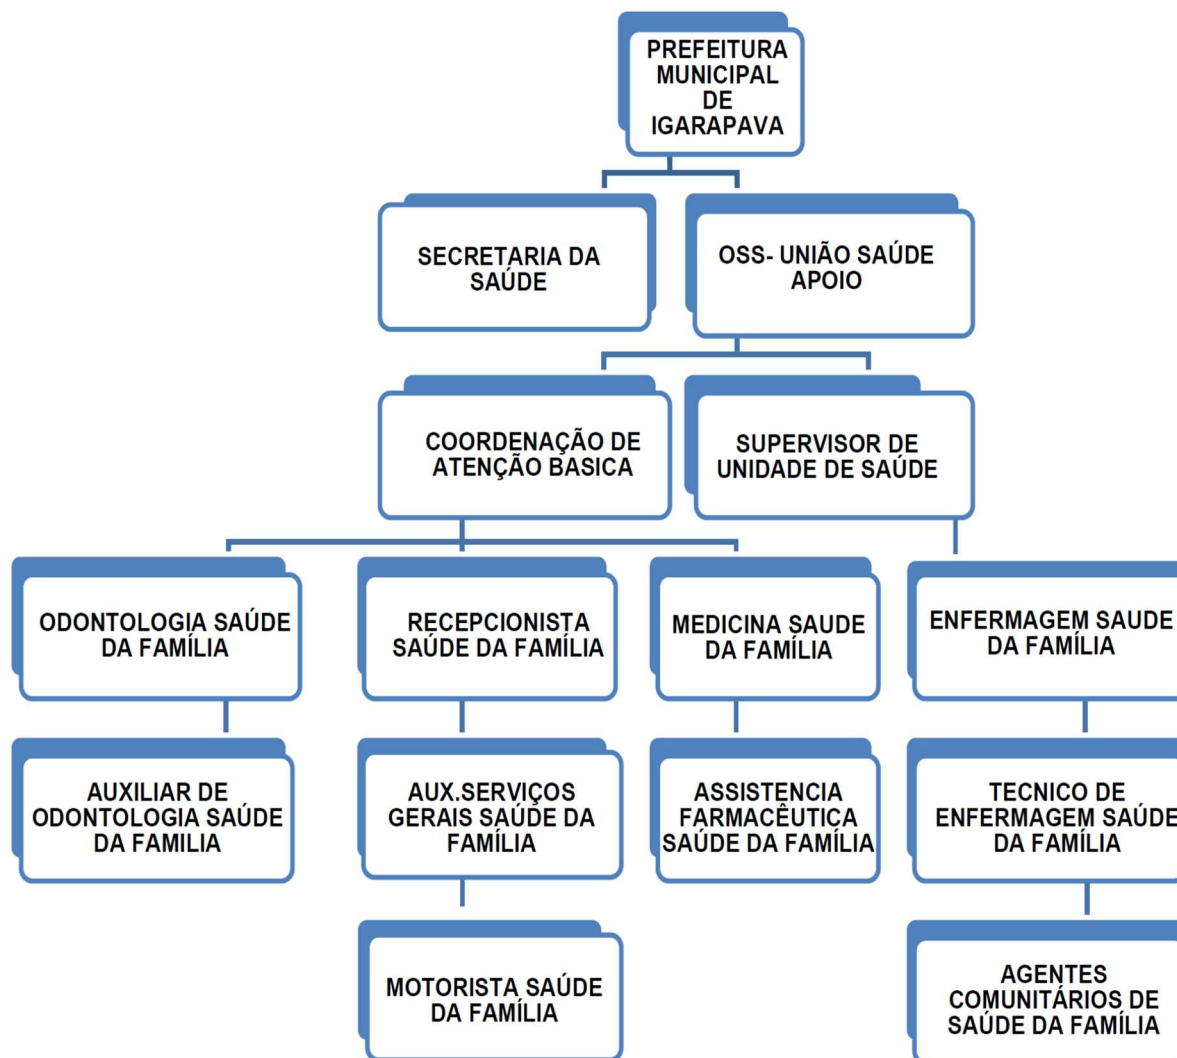 PREFEITURA
MUNICIPAL
DE
IGARAPAVA
SECRETARIA DA
SAÚDE
OSS- UNIÃO SAÚDE
APOIO
COORDENAÇÃO DE
ATENÇÃO BASICA
SUPERVISOR DE
UNIDADE DE SAÚDE
ODONTOLOGIA SAÚDE
DA FAMÍLIA
RECEPCIONISTA
SAÚDE DA FAMÍLIA
MEDICINA SAUDE
DA FAMÍLIA
ENFERMAGEM SAUDE
DA FAMÍLIA
AUXILIAR DE
ODONTOLOGIA SAÚDE
DA FAMILIA
AUX.SERVIÇOS
GERAIS SAÚDE DA
FAMÍLIA
ASSISTENCIA
FARMACÊUTICA
SAÚDE DA FAMÍLIA
TECNICO DE
ENFERMAGEM SAÚDE
DA FAMÍLIA
MOTORISTA SAÚDE
DA FAMÍLIA
AGENTES
COMUNITÁRIOS DE
SAÚDE DA FAMÍLIA